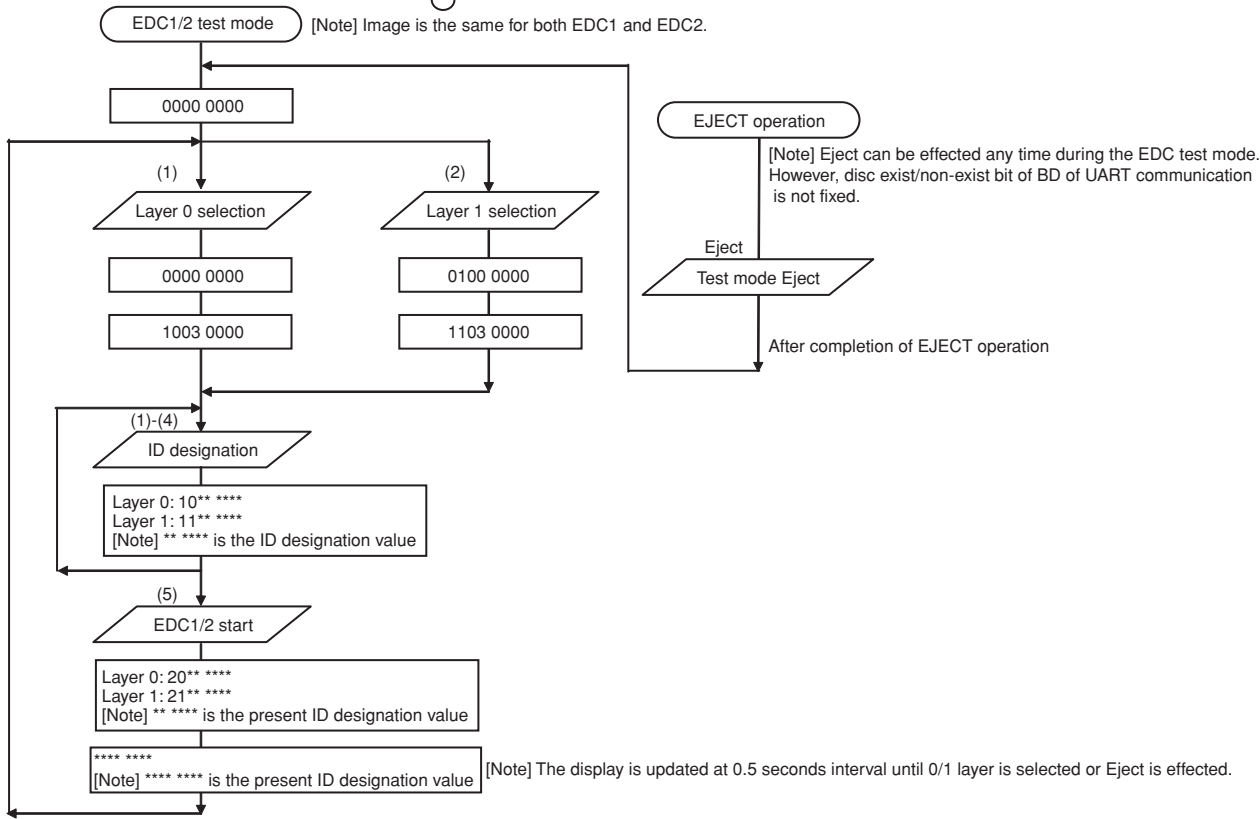 EDC1/2 test mode
[Note] Image is the same for both EDC1 and EDC2.
0000 0000
(1)
Layer 0 selection
0000 0000
1003 0000
(2)
Layer 1 selection
0100 0000
1103 0000
EJECT operation
[Note] Eject can be effected any time during the EDC test mode.
However, disc exist/non-exist bit of BD of UART communication
is not fixed.
Eject
Test mode Eject
After completion of EJECT operation
(1)-(4)
ID designation
Layer 0: 10** ****
Layer 1: 11** ****
[Note] ** **** is the ID designation value
(5)
EDC1/2 start
Layer 0: 20** ****
Layer 1: 21** ****
[Note] ** **** is the present ID designation value
**** ****
[Note] **** **** is the present ID designation value
[Note] The display is updated at 0.5 seconds interval until 0/1 layer is selected or Eject is effected.